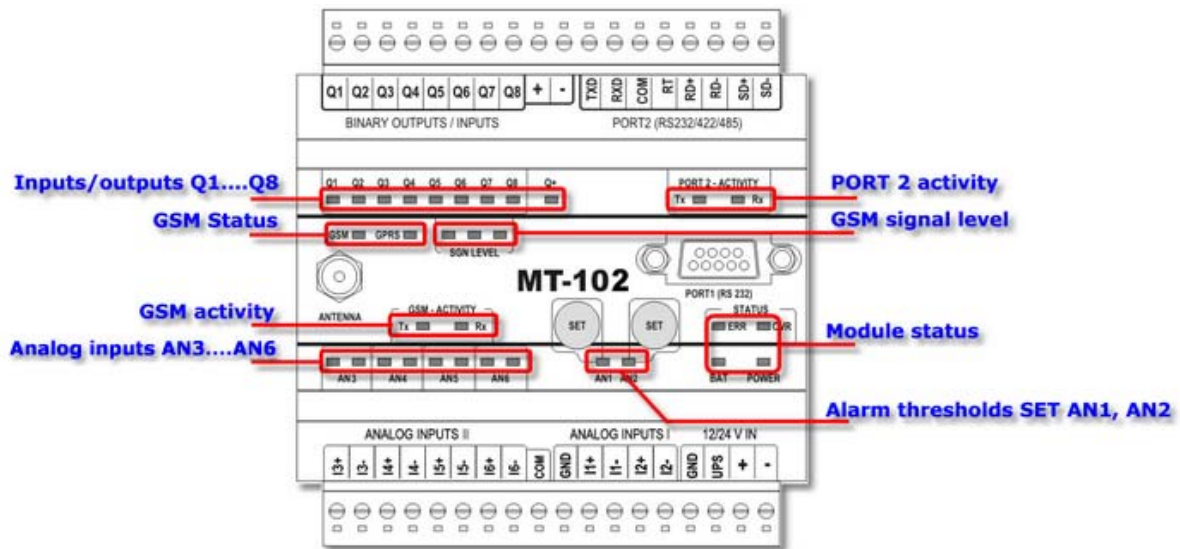 Q1 Q2 Q3 Q4 Q5 Q6 Q7 Q8 + - TXD RXD COM RT RD+ RD- SD+ SD-
BINARY OUTPUTS / INPUTS PORT2 (RS232/422/485)
Inputs/outputs Q1....Q8
Q1 Q2 Q3 Q4 Q5 Q6 Q7 Q8 Q+
PORT 2 - ACTIVITY
Tx Rx
PORT 2 activity
GSM Status
GSM GPRS
SGN LEVEL
GSM signal level
MT-102
PORT1 (RS 232)
ANTENNA
GSM activity
GSM - ACTIVITY
Tx Rx
SET SET
STATUS
ERR OVR
BAT POWER
Module status
Analog inputs AN3....AN6
AN3 AN4 AN5 AN6
AN1 AN2
Alarm thresholds SET AN1, AN2
ANALOG INPUTS II ANALOG INPUTS I 12/24 V IN
I3+ I3- I4+ I4- I5+ I5- I6+ I6- COM GND I1+ I1- I2+ I2- GND UPS + -